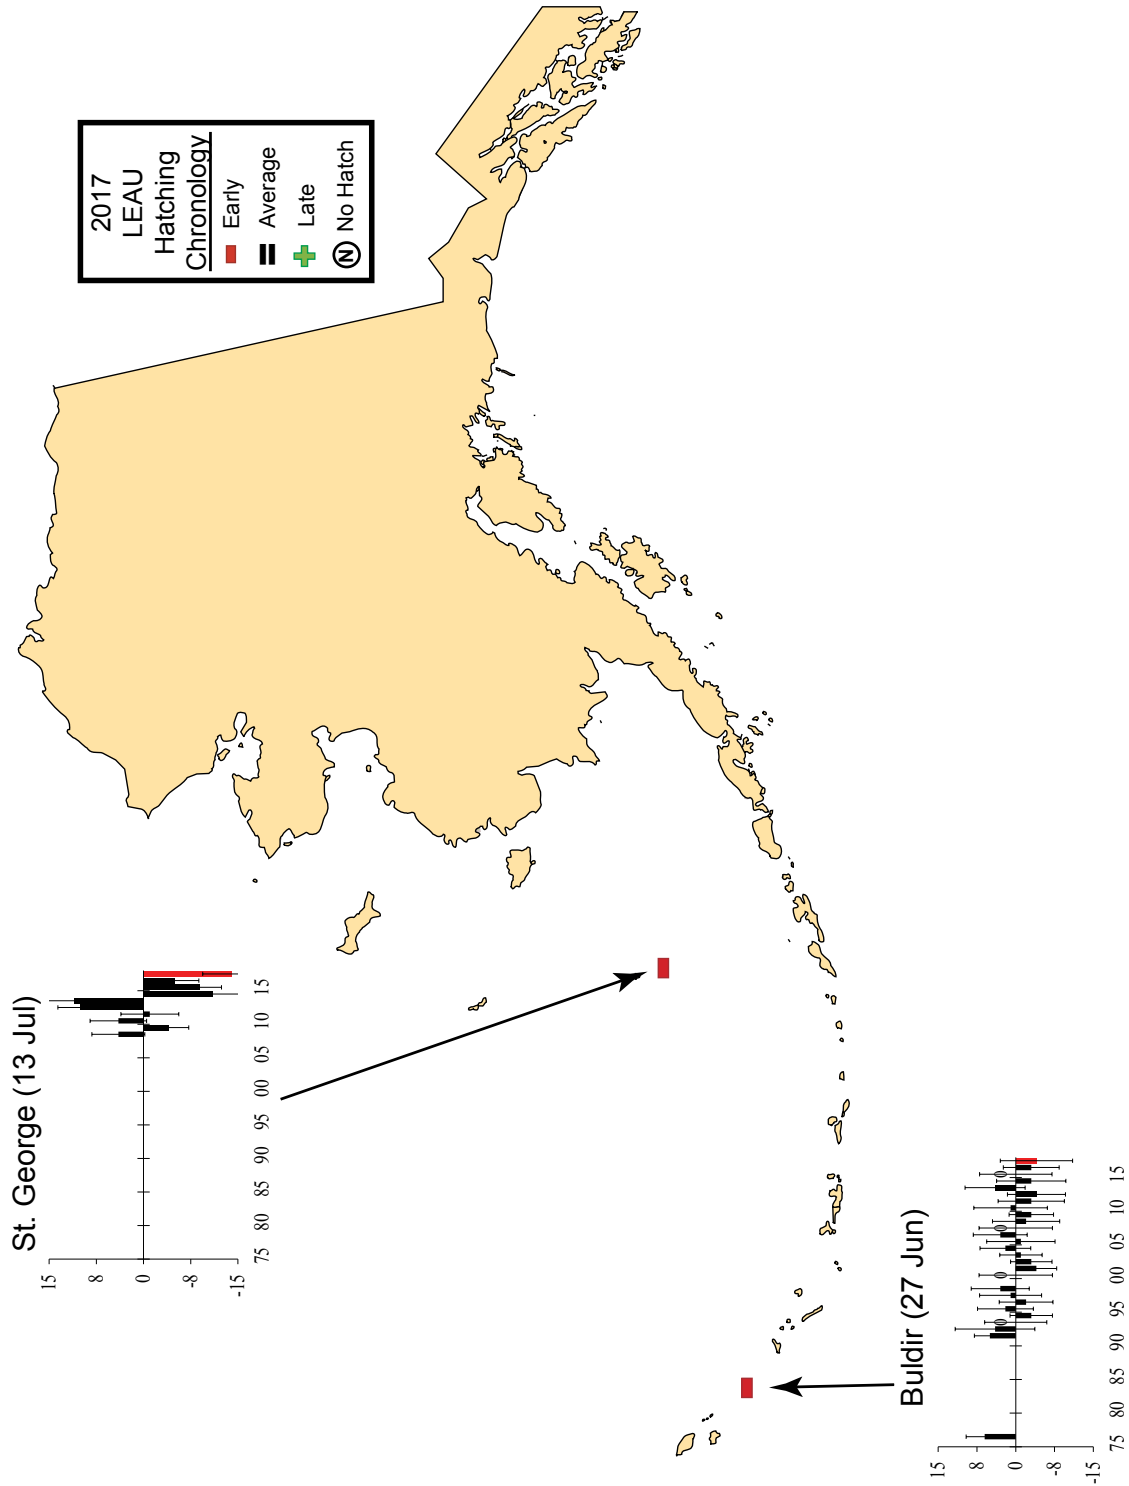 2017
LEAU
Hatching
Chronology
Early
Average
Late
N No Hatch
St. George (13 Jul)
15
8
0
-8
-15
75 80 85 90 95 00 05 10 15
Buldir (27 Jun)
15
8
0
-8
-15
75 80 85 90 95 00 05 10 15